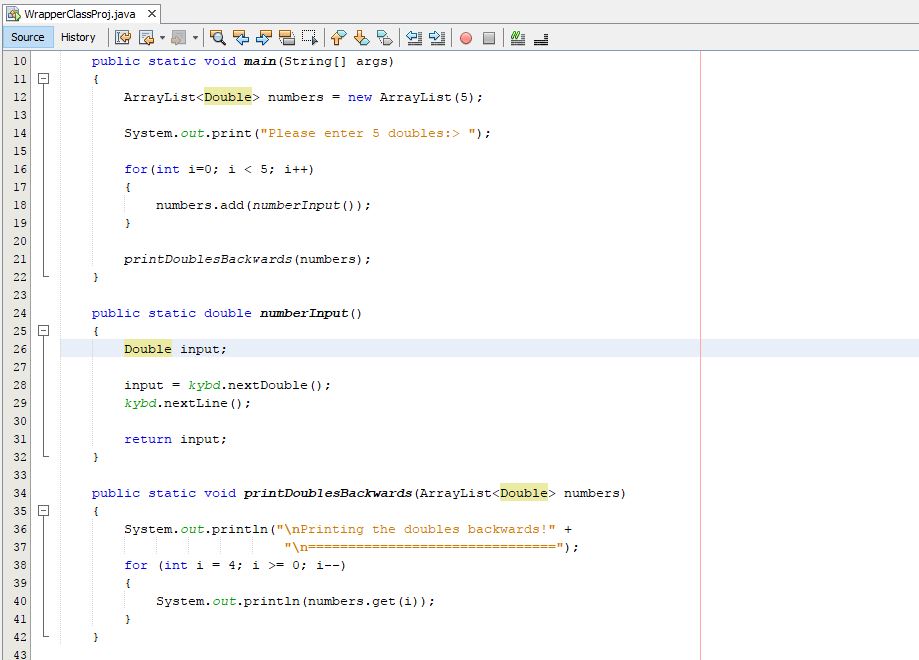 WrapperClassProj.java
Source History
10 public static void main(String[] args)
11 {
12 ArrayList<Double> numbers = new ArrayList(5);
13
14 System.out.print("Please enter 5 doubles:> ");
15
16 for(int i=0; i < 5; i++)
17 {
18 numbers.add(numberInput());
19 }
20
21 printDoublesBackwards(numbers);
22 }
23
24 public static double numberInput()
25 {
26 Double input;
27
28 input = kybd.nextDouble();
29 kybd.nextLine();
30
31 return input;
32 }
33
34 public static void printDoublesBackwards(ArrayList<Double> numbers)
35 {
36 System.out.println("\nPrinting the doubles backwards!" +
37 "\n===============================");
38 for (int i = 4; i >= 0; i--)
39 {
40 System.out.println(numbers.get(i));
41 }
42 }
43